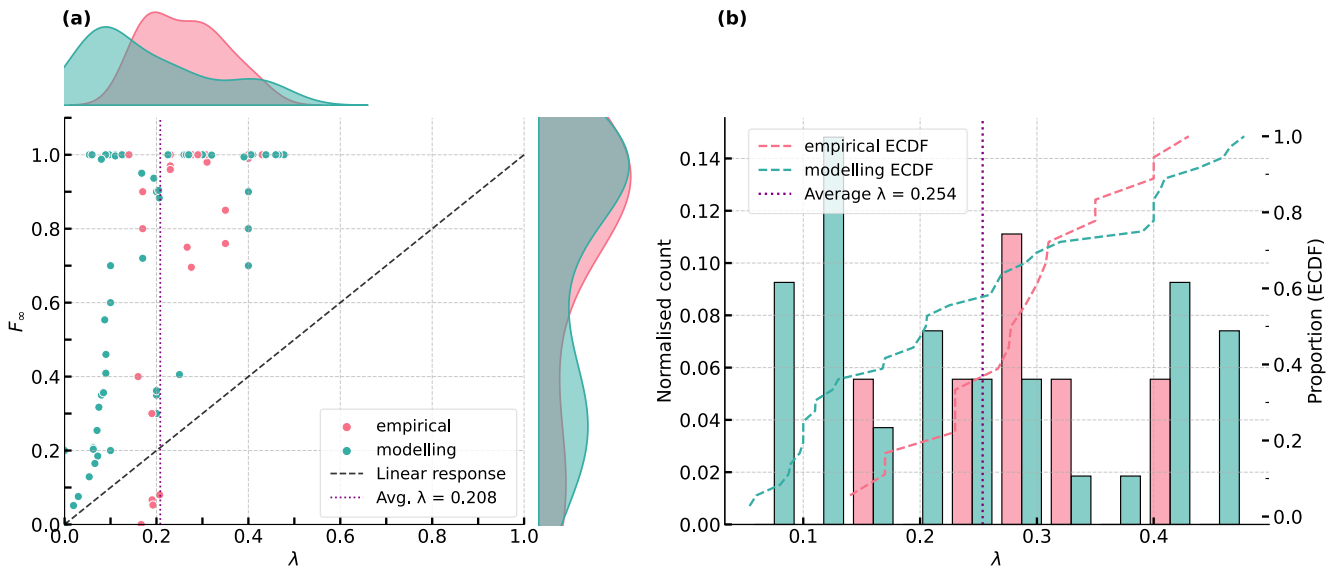 (a)
1.0
0.8
0.6
0.4
0.2
0.0
F∞
0.0 0.2 0.4 0.6 0.8 1.0
λ
empirical
modelling
Linear response
Avg. λ = 0.208
(b)
0.14
0.12
0.10
0.08
0.06
0.04
0.02
0.00
Normalised count
empirical ECDF
modelling ECDF
Average λ = 0.254
0.1 0.2 0.3 0.4
λ
1.0
0.8
0.6
0.4
0.2
0.0
Proportion (ECDF)